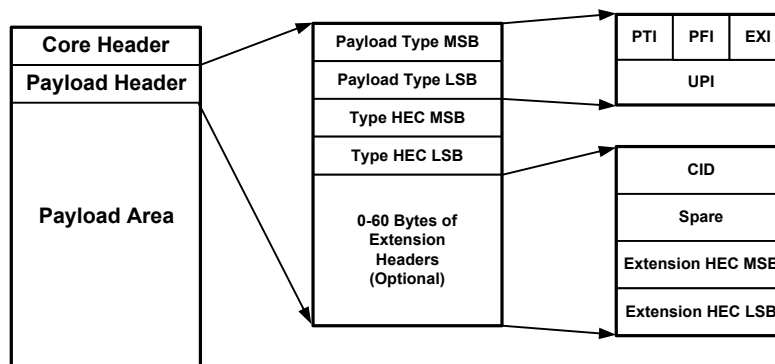 Core Header
Payload Header
Payload Area
Payload Type MSB
Payload Type LSB
Type HEC MSB
Type HEC LSB
0-60 Bytes of
Extension
Headers
(Optional)
PTI PFI EXI
UPI
CID
Spare
Extension HEC MSB
Extension HEC LSB